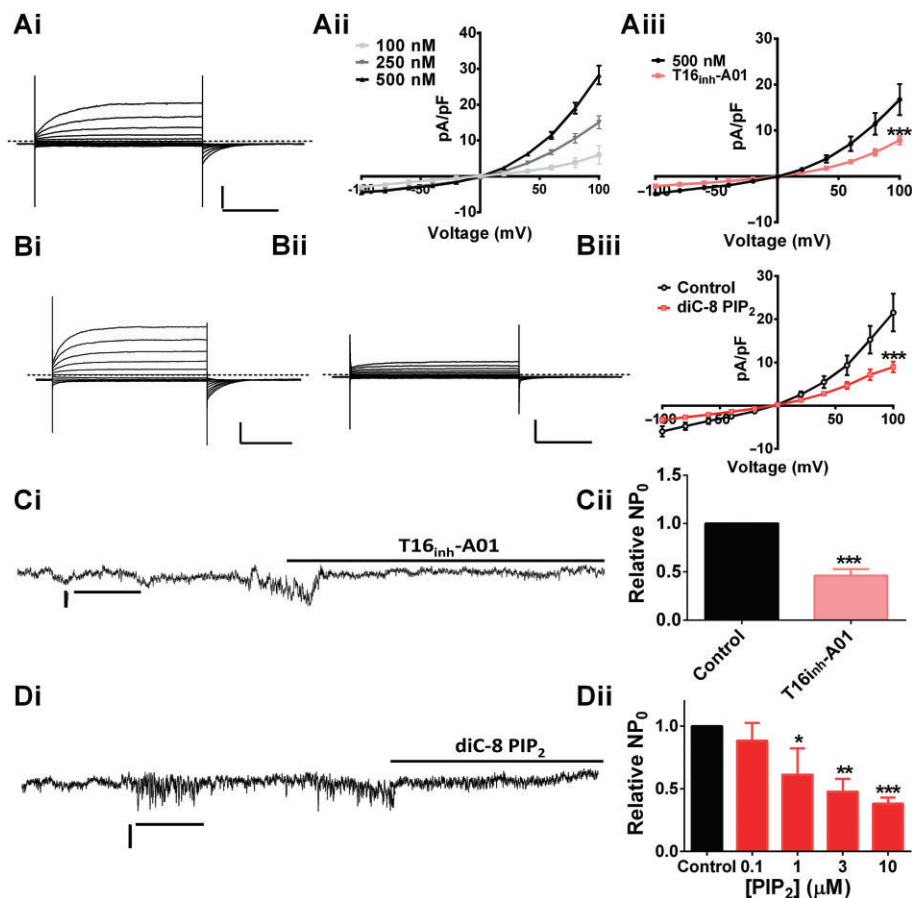 Ai
Aii
100 nM
250 nM
500 nM
40
30
20
10
-10
pA/pF
-100
-50
50
100
Voltage (mV)
Aiii
500 nM
T16inh-A01
30
20
10
-10
pA/pF
***
-100
-50
50
100
Voltage (mV)
Bi
Bii
Biii
Control
diC-8 PIP2
30
20
10
-10
pA/pF
***
-100
-50
50
100
Voltage (mV)
Ci
T16inh-A01
Cii
Relative NP0
1.0
0.5
0.0
***
Control
T16inh-A01
Di
diC-8 PIP2
Dii
Relative NP0
1.0
0.5
0.0
*
**
***
Control 0.1 1 3 10
[PIP2] (μM)